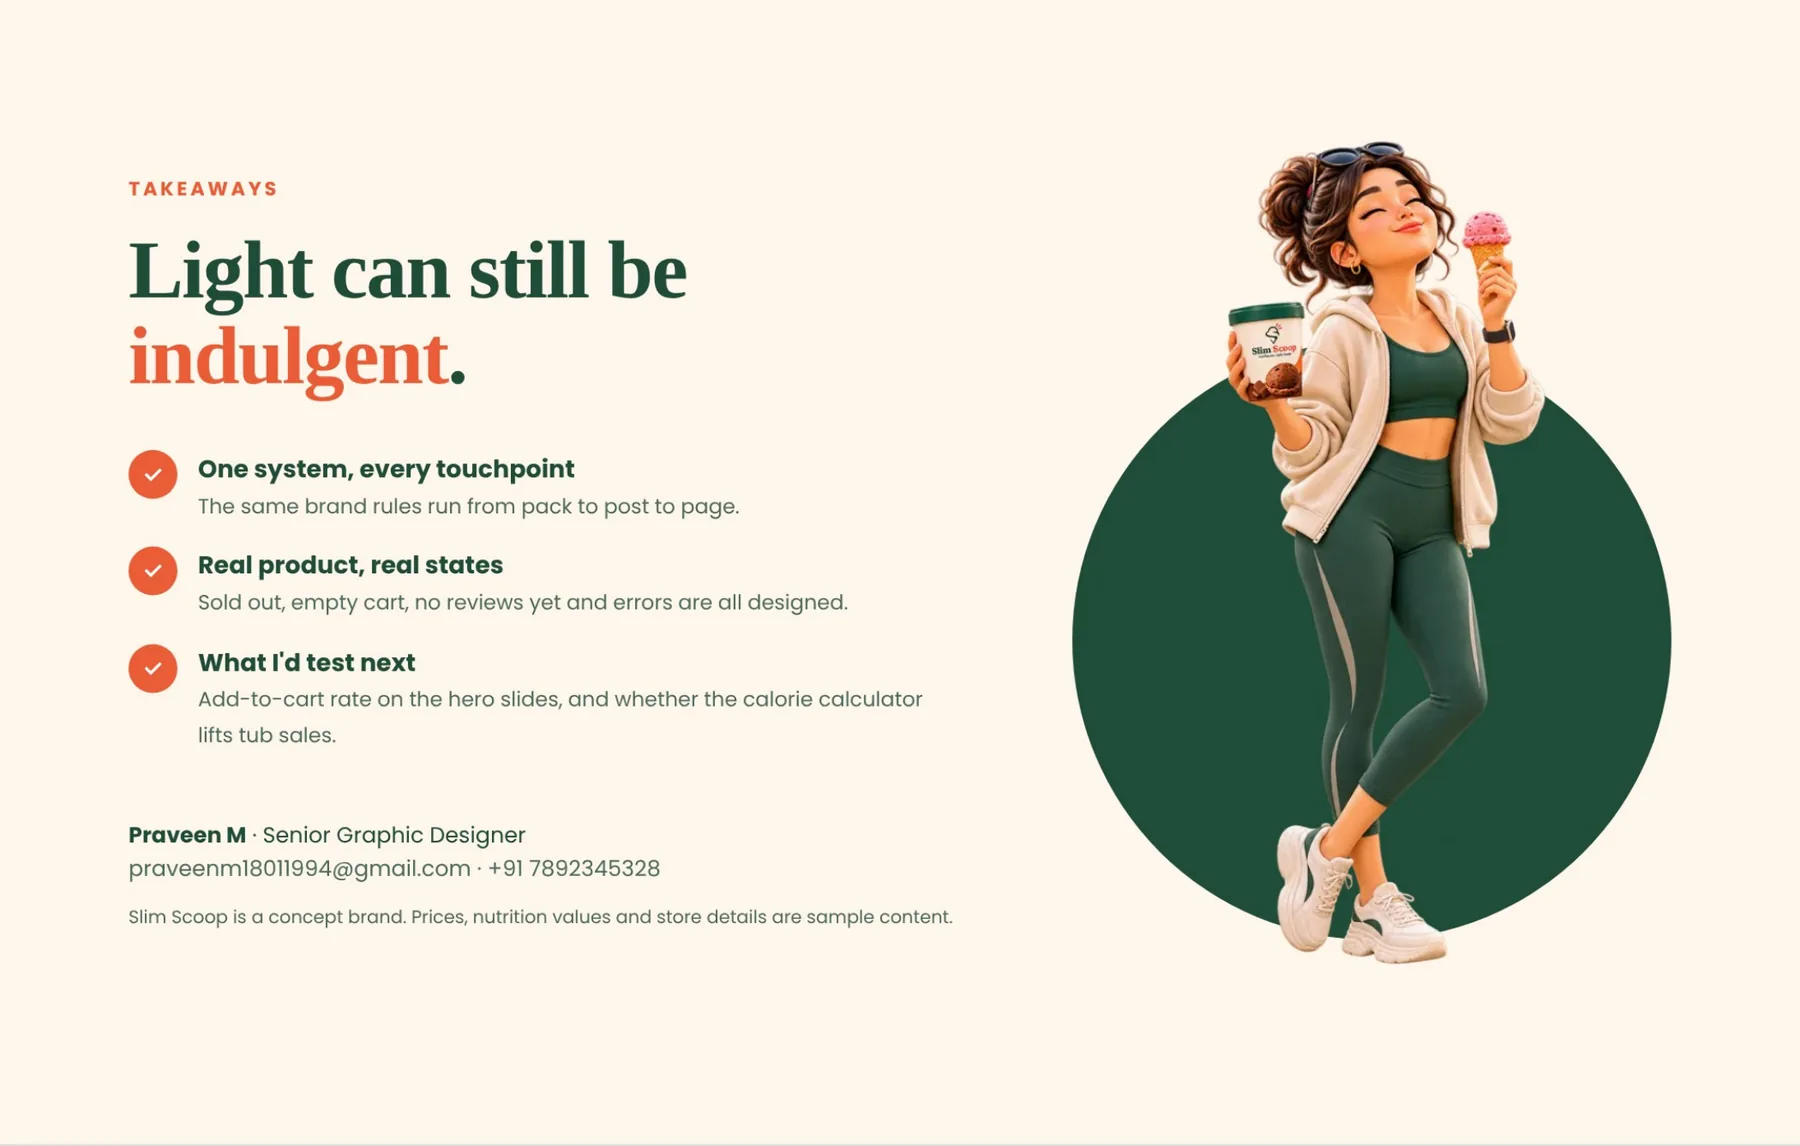 TAKEAWAYS
Light can still be
indulgent.
One system, every touchpoint
The same brand rules run from pack to post to page.
Real product, real states
Sold out, empty cart, no reviews yet and errors are all designed.
What I'd test next
Add-to-cart rate on the hero slides, and whether the calorie calculator
lifts tub sales.
Praveen M · Senior Graphic Designer
praveenm18011994@gmail.com · +91 7892345328
Slim Scoop is a concept brand. Prices, nutrition values and store details are sample content.
Slim Scoop